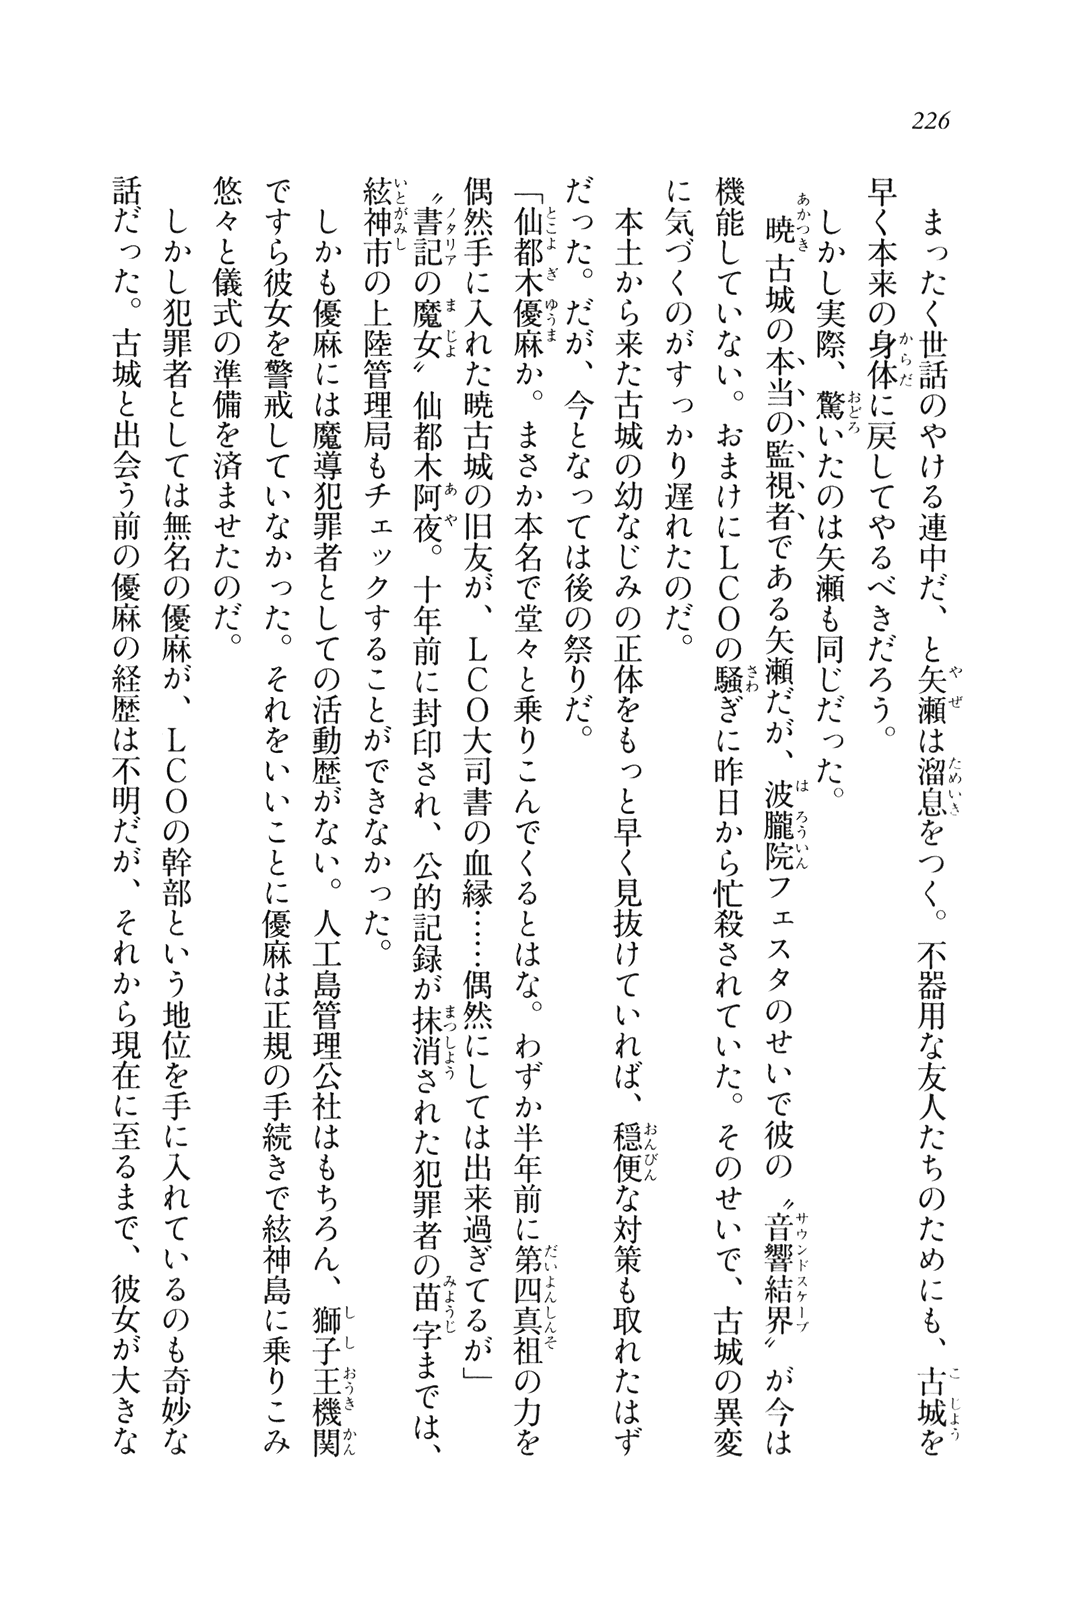 226
まったく世話のやける連中だ、と矢瀬は溜息をつく。不器用な友人たちのためにも、古城を
早く本来の身体に戻してやるべきだろう。
しかし実際、驚いたのは矢瀬も同じだった。
暁古城の本当の監視者である矢瀬だが、波朧院フェスタのせいで彼の〝音響結界〟が今は
機能していない。おまけにLCOの騒ぎに昨日から忙殺されていた。そのせいで、古城の異変
に気づくのがすっかり遅れたのだ。
本土から来た古城の幼なじみの正体をもっと早く見抜けていれば、穏便な対策も取れたはず
だった。だが、今となっては後の祭りだ。
「仙都木優麻か。まさか本名で堂々と乗りこんでくるとはな。わずか半年前に第四真祖の力を
偶然手に入れた暁古城の旧友が、LCO大司書の血縁……偶然にしては出来過ぎてるが」
〝書記の魔女〟仙都木阿夜。十年前に封印され、公的記録が抹消された犯罪者の苗字までは、
絃神市の上陸管理局もチェックすることができなかった。
しかも優麻には魔導犯罪者としての活動歴がない。人工島管理公社はもちろん、獅子王機関
ですら彼女を警戒していなかった。それをいいことに優麻は正規の手続きで絃神島に乗りこみ
悠々と儀式の準備を済ませたのだ。
しかし犯罪者としては無名の優麻が、LCOの幹部という地位を手に入れているのも奇妙な
話だった。古城と出会う前の優麻の経歴は不明だが、それから現在に至るまで、彼女が大きな